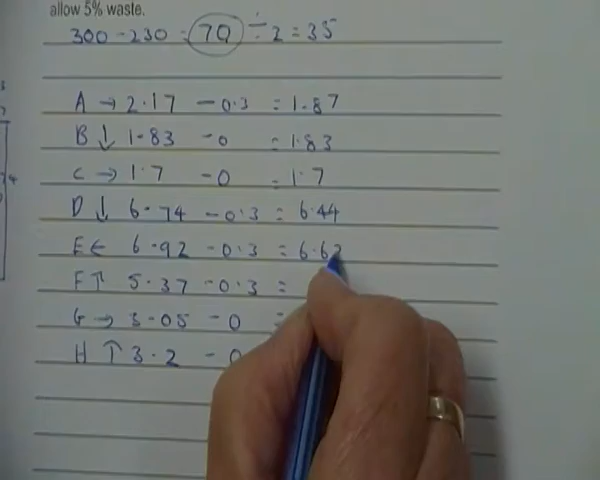 allow 5% waste.
300 - 230 = 70 ÷ 2 = 35
A → 2.17 - 0.3 = 1.87
B ↓ 1.83 - 0 = 1.83
C → 1.7 - 0 = 1.7
D ↓ 6.74 - 0.3 = 6.44
E ← 6.92 - 0.3 = 6.62
F ↑ 5.37 - 0.3 =
G → 3.05 - 0 =
H ↑ 3.2 - 0